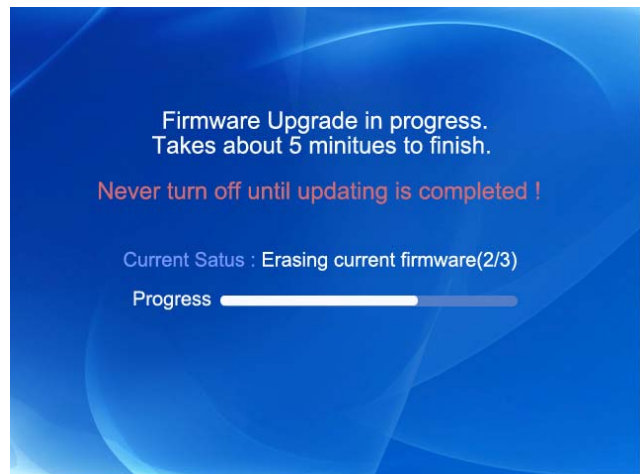 Firmware Upgrade in progress.
Takes about 5 minitues to finish.
Never turn off until updating is completed !
Current Satus : Erasing current firmware(2/3)
Progress